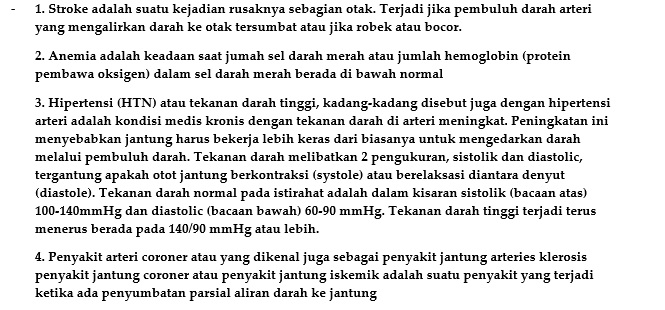 - 1. Stroke adalah suatu kejadian rusaknya sebagian otak. Terjadi jika pembuluh darah arteri
yang mengalirkan darah ke otak tersumbat atau jika robek atau bocor.
2. Anemia adalah keadaan saat jumah sel darah merah atau jumlah hemoglobin (protein
pembawa oksigen) dalam sel darah merah berada di bawah normal
3. Hipertensi (HTN) atau tekanan darah tinggi, kadang-kadang disebut juga dengan hipertensi
arteri adalah kondisi medis kronis dengan tekanan darah di arteri meningkat. Peningkatan ini
menyebabkan jantung harus bekerja lebih keras dari biasanya untuk mengedarkan darah
melalui pembuluh darah. Tekanan darah melibatkan 2 pengukuran, sistolik dan diastolic,
tergantung apakah otot jantung berkontraksi (systole) atau berelaksasi diantara denyut
(diastole). Tekanan darah normal pada istirahat adalah dalam kisaran sistolik (bacaan atas)
100-140mmHg dan diastolic (bacaan bawah) 60-90 mmHg. Tekanan darah tinggi terjadi terus
menerus berada pada 140/90 mmHg atau lebih.
4. Penyakit arteri coroner atau yang dikenal juga sebagai penyakit jantung arteries klerosis
penyakit jantung coroner atau penyakit jantung iskemik adalah suatu penyakit yang terjadi
ketika ada penyumbatan parsial aliran darah ke jantung